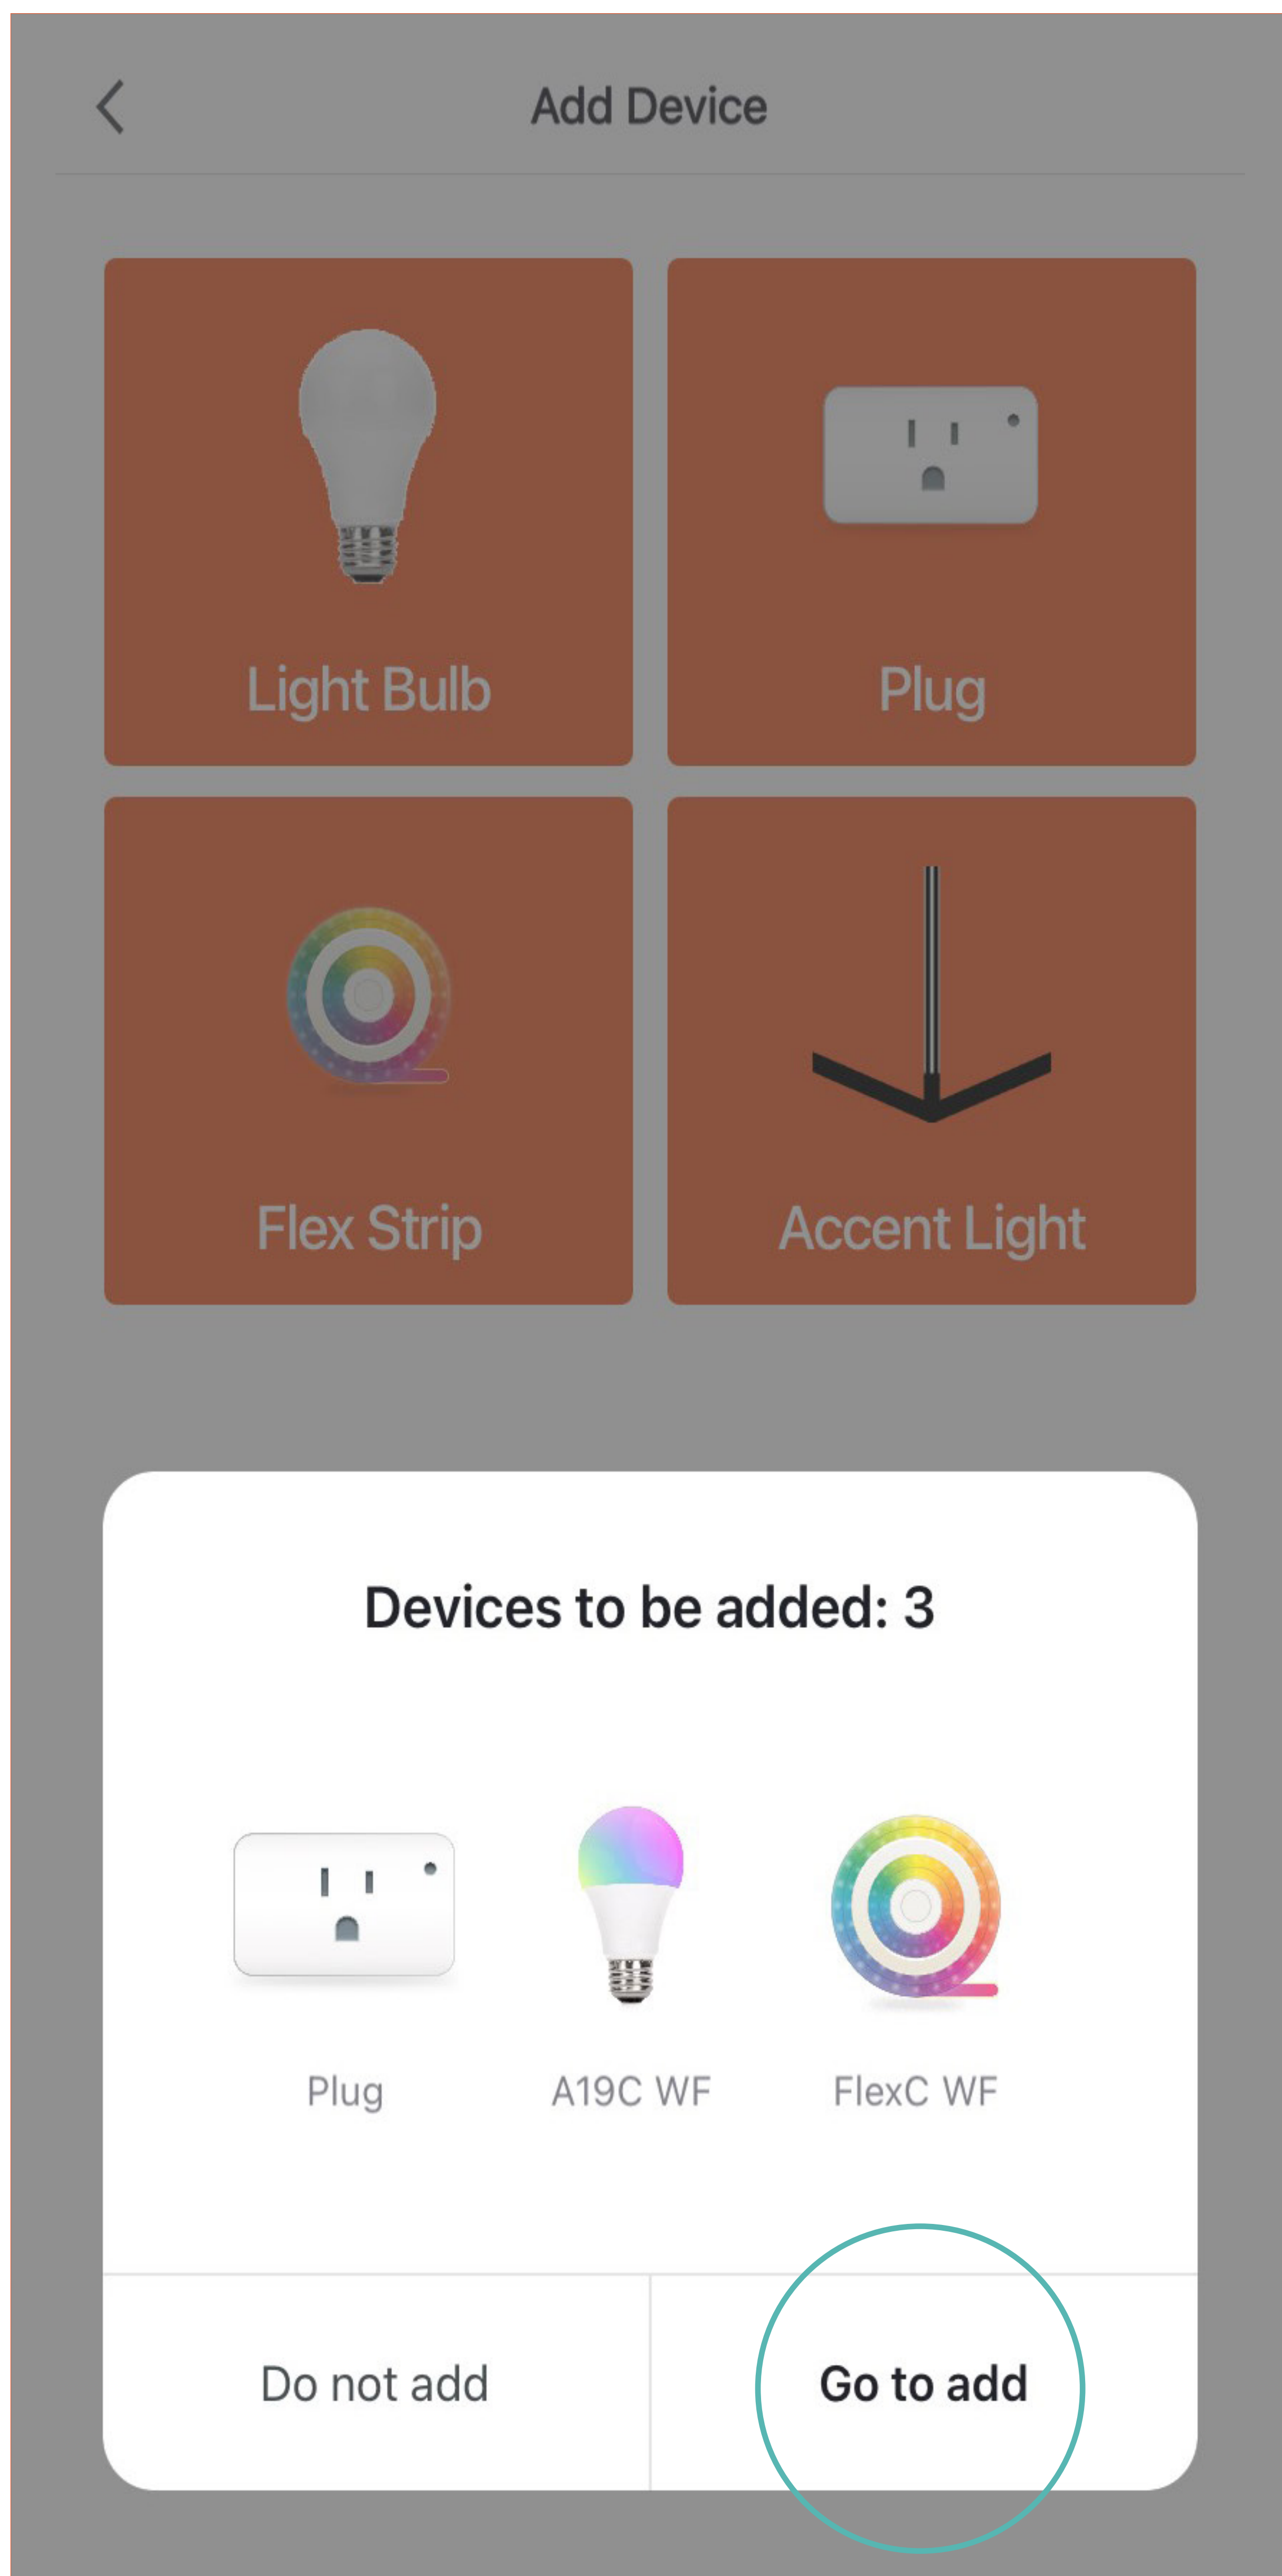 Add Device
Light Bulb
Plug
Flex Strip
Accent Light
Devices to be added: 3
Plug
A19C WF
FlexC WF
Do not add
Go to add